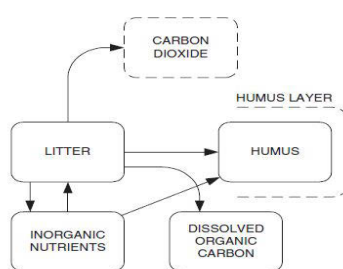 CARBON
DIOXIDE
HUMUS LAYER
LITTER
HUMUS
INORGANIC
NUTRIENTS
DISSOLVED
ORGANIC
CARBON